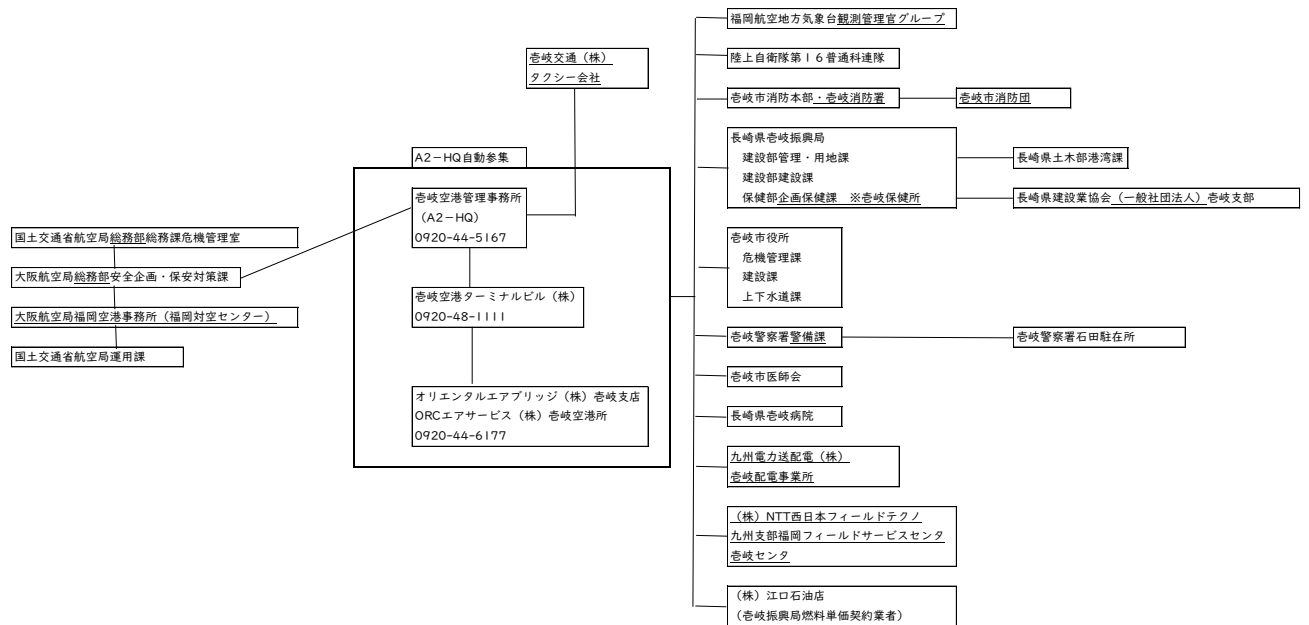 国土交通省航空局総務部総務課危機管理室
大阪航空局総務部安全企画・保安対策課
大阪航空局福岡空港事務所（福岡対空センター）
国土交通省航空局運用課
壱岐交通（株）
タクシー会社
A2－HQ自動参集
壱岐空港管理事務所
（A2－HQ）
0920-44-5167
壱岐空港ターミナルビル（株）
0920-48-1111
オリエンタルエアブリッジ（株）壱岐支店
ORCエアサービス（株）壱岐空港所
0920-44-6177
福岡航空地方気象台観測管理官グループ
陸上自衛隊第１６普通科連隊
壱岐市消防本部・壱岐消防署
壱岐市消防団
長崎県壱岐振興局
建設部管理・用地課
建設部建設課
保健部企画保健課　※壱岐保健所
長崎県土木部港湾課
長崎県建設業協会（一般社団法人）壱岐支部
壱岐市役所
危機管理課
建設課
上下水道課
壱岐警察署警備課
壱岐警察署石田駐在所
壱岐市医師会
長崎県壱岐病院
九州電力送配電（株）
壱岐配電事業所
（株）NTT西日本フィールドテクノ
九州支部福岡フィールドサービスセンタ
壱岐センタ
（株）江口石油店
（壱岐振興局燃料単価契約業者）